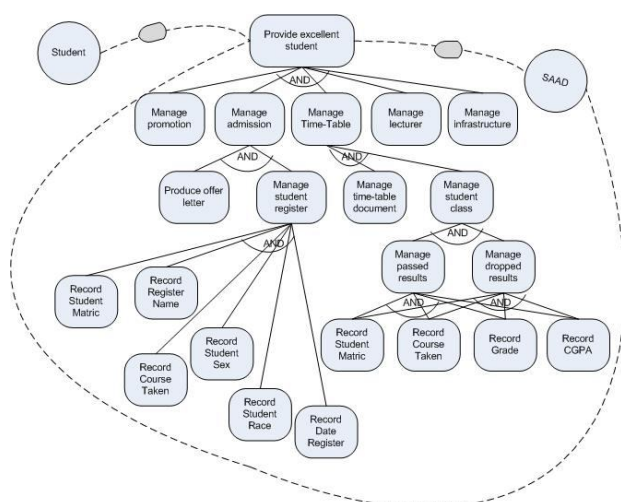 Provide excellent
student
Student
SAAD
AND
Manage
promotion
Manage
admission
Manage
Time-Table
Manage
lecturer
Manage
infrastructure
AND
AND
Produce offer
letter
Manage
student
register
Manage
time-table
document
Manage
student
class
AND
AND
Manage
passed
results
Manage
dropped
results
Record
Student
Matric
Record
Register
Name
AND
AND
Record
Course
Taken
Record
Student
Sex
Record
Student
Matric
Record
Course
Taken
Record
Grade
Record
CGPA
Record
Student
Race
Record
Date
Register